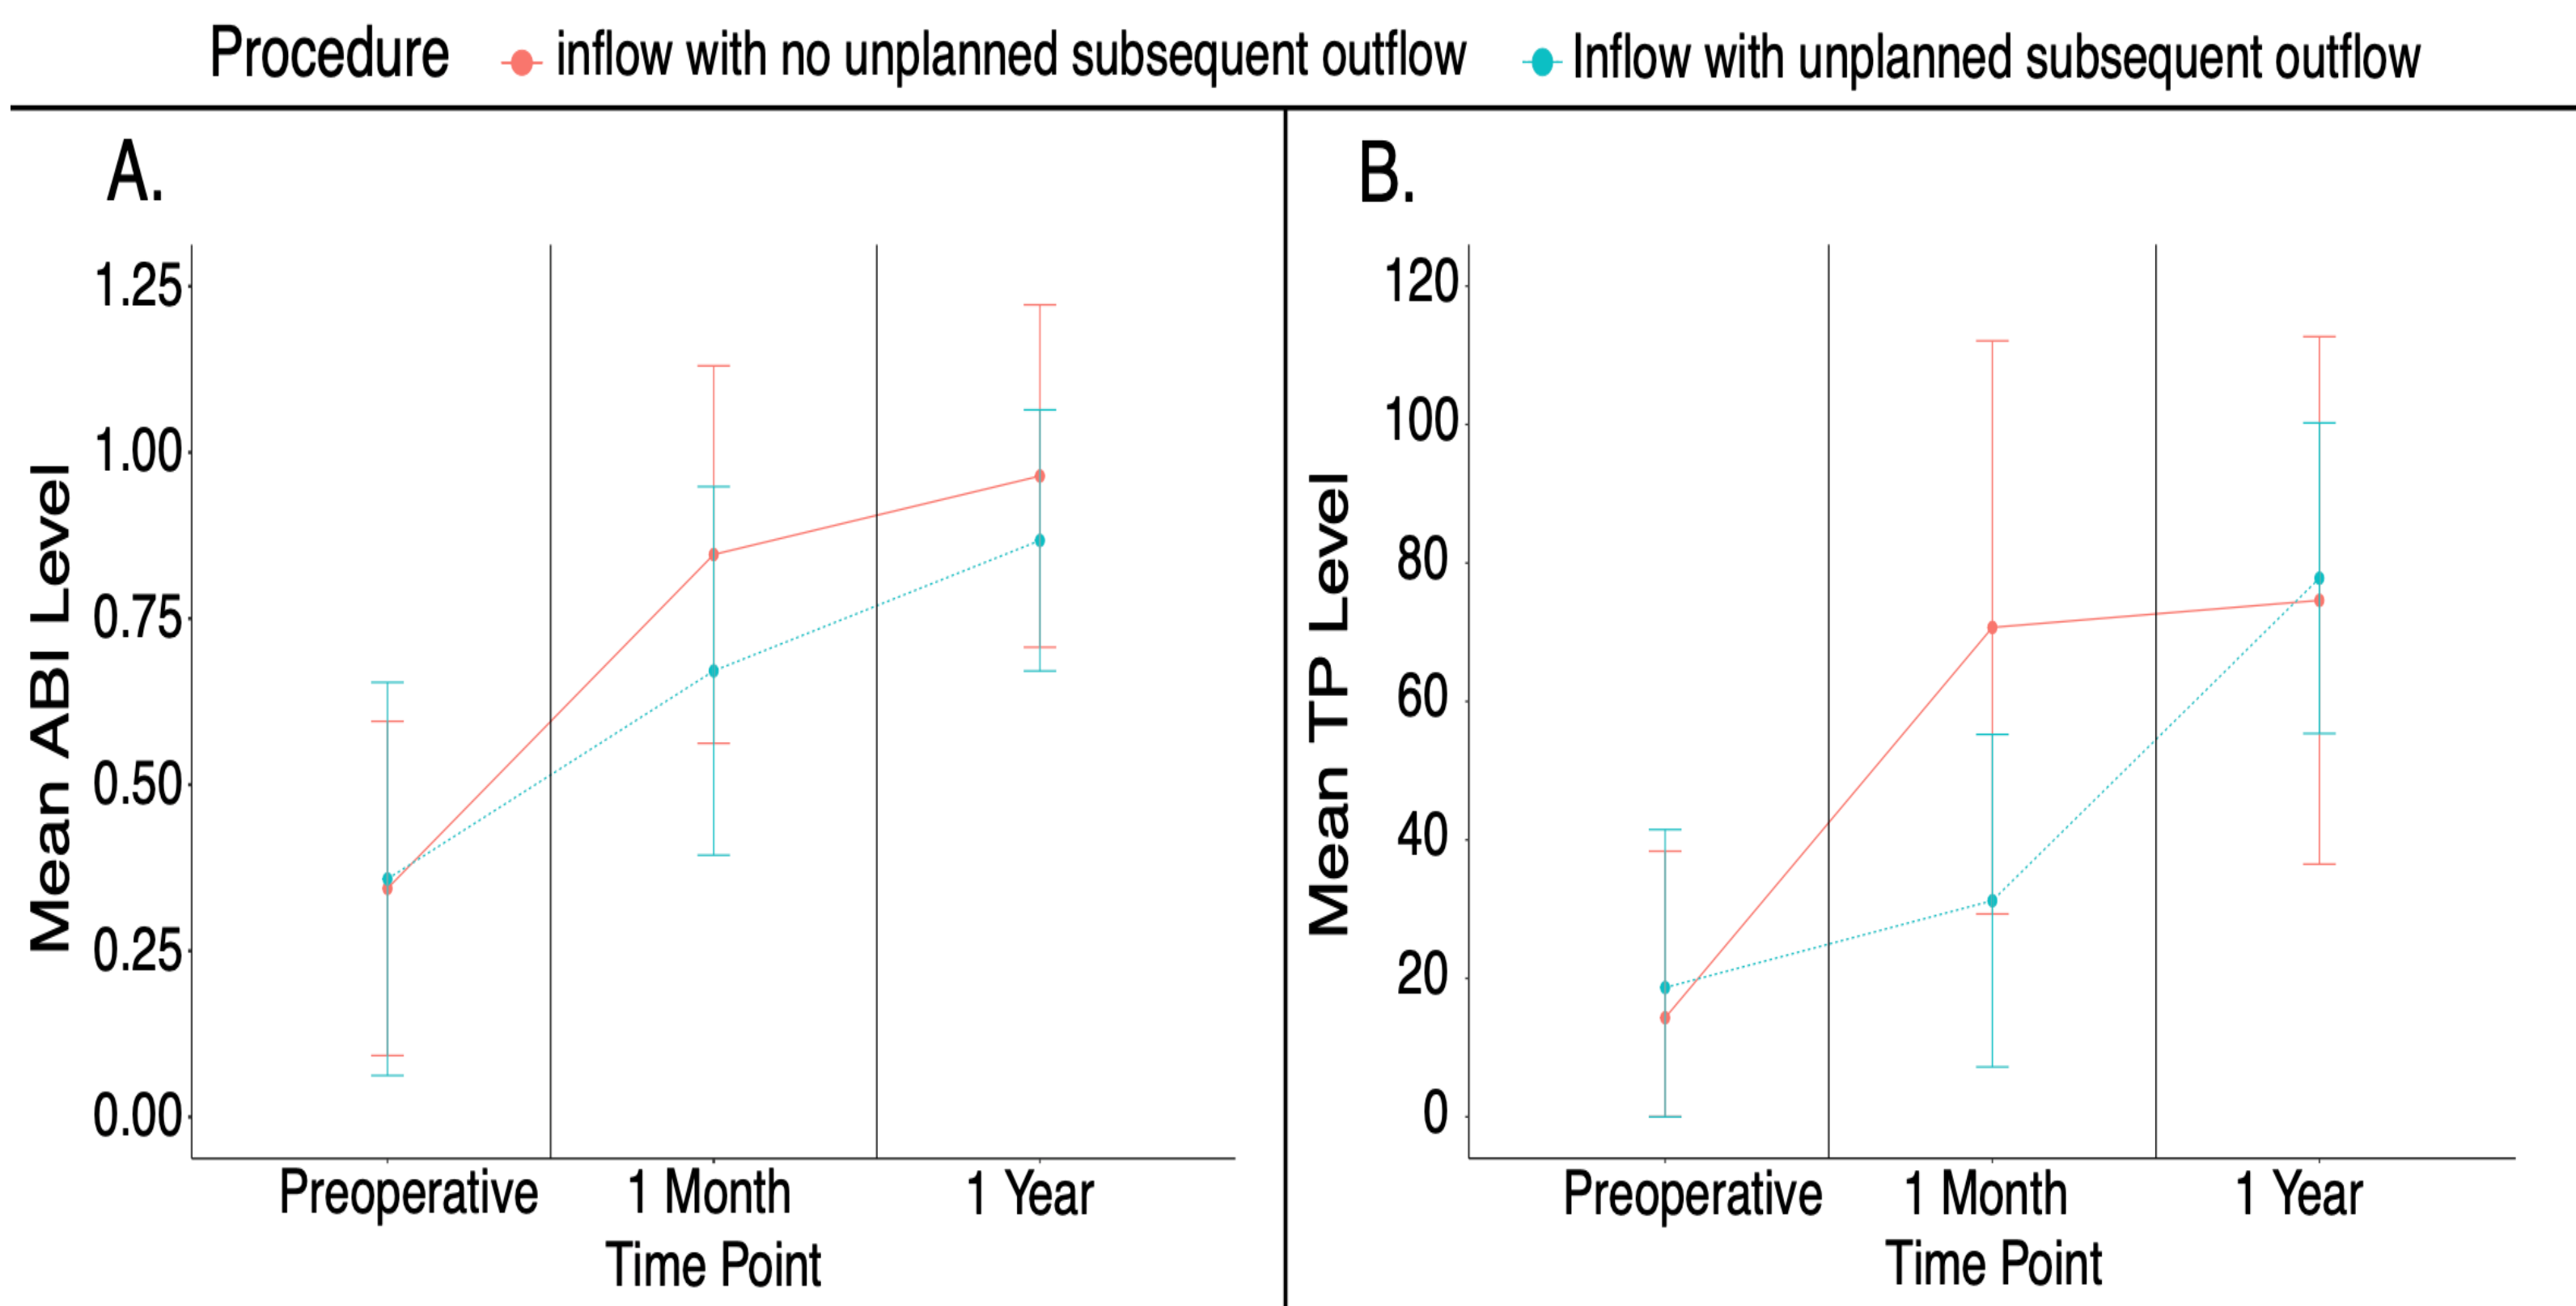 Procedure inflow with no unplanned subsequent outflow Inflow with unplanned subsequent outflow
A.
Mean ABI Level
1.25
1.00
0.75
0.50
0.25
0.00
Preoperative 1 Month 1 Year
Time Point
B.
Mean TP Level
120
100
80
60
40
20
0
Preoperative 1 Month 1 Year
Time Point